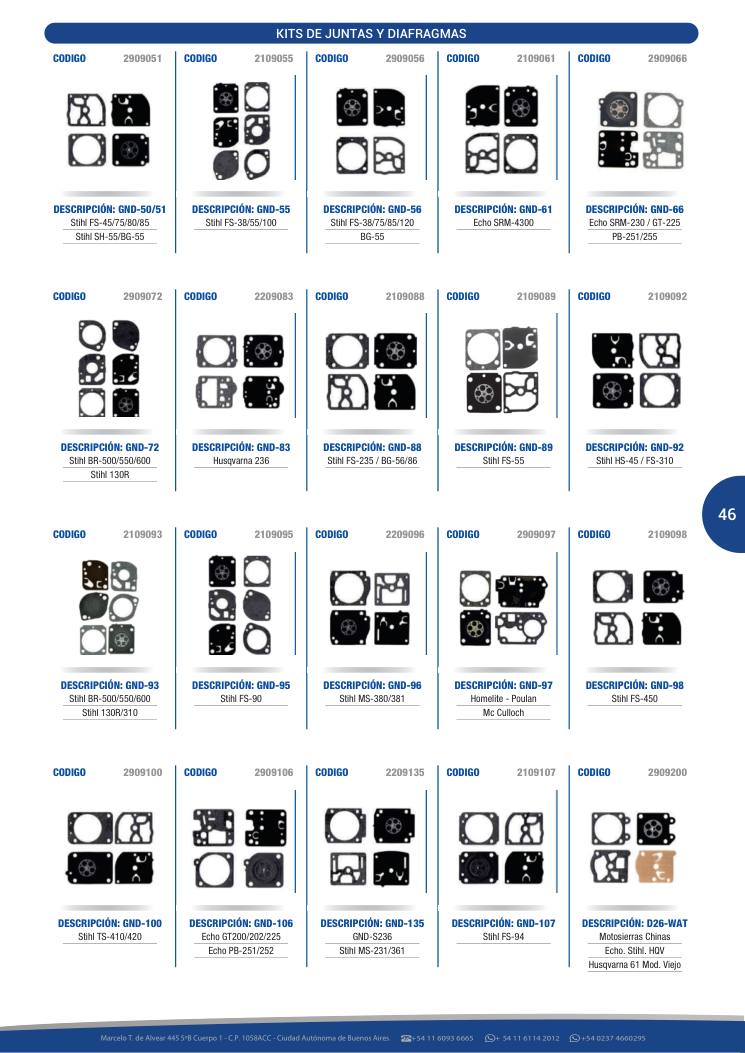 KITS DE JUNTAS Y DIAFRAGMAS
CODIGO 2909051
CODIGO 2109055
CODIGO 2909056
CODIGO 2109061
CODIGO 2909066
DESCRIPCIÓN: GND-50/51
Stihl FS-45/75/80/85
Stihl SH-55/BG-55
DESCRIPCIÓN: GND-55
Stihl FS-38/55/100
DESCRIPCIÓN: GND-56
Stihl FS-38/75/85/120
BG-55
DESCRIPCIÓN: GND-61
Echo SRM-4300
DESCRIPCIÓN: GND-66
Echo SRM-230 / GT-225
PB-251/255
CODIGO 2909072
CODIGO 2209083
CODIGO 2109088
CODIGO 2109089
CODIGO 2109092
DESCRIPCIÓN: GND-72
Stihl BR-500/550/600
Stihl 130R
DESCRIPCIÓN: GND-83
Husqvarna 236
DESCRIPCIÓN: GND-88
Stihl FS-235 / BG-56/86
DESCRIPCIÓN: GND-89
Stihl FS-55
DESCRIPCIÓN: GND-92
Stihl HS-45 / FS-310
46
CODIGO 2109093
CODIGO 2109095
CODIGO 2209096
CODIGO 2909097
CODIGO 2109098
DESCRIPCIÓN: GND-93
Stihl BR-500/550/600
Stihl 130R/310
DESCRIPCIÓN: GND-95
Stihl FS-90
DESCRIPCIÓN: GND-96
Stihl MS-380/381
DESCRIPCIÓN: GND-97
Homelite - Poulan
Mc Culloch
DESCRIPCIÓN: GND-98
Stihl FS-450
CODIGO 2909100
CODIGO 2909106
CODIGO 2209135
CODIGO 2109107
CODIGO 2909200
DESCRIPCIÓN: GND-100
Stihl TS-410/420
DESCRIPCIÓN: GND-106
Echo GT200/202/225
Echo PB-251/252
DESCRIPCIÓN: GND-135
GND-S236
Stihl MS-231/361
DESCRIPCIÓN: GND-107
Stihl FS-94
DESCRIPCIÓN: D26-WAT
Motosierras Chinas
Echo. Stihl. HQV
Husqvarna 61 Mod. Viejo
Marcelo T. de Alvear 445 5ºB Cuerpo 1 - C.P. 1058ACC - Ciudad Autónoma de Buenos Aires. +54 11 6093 6665 + 54 11 6114 2012 +54 0237 4660295